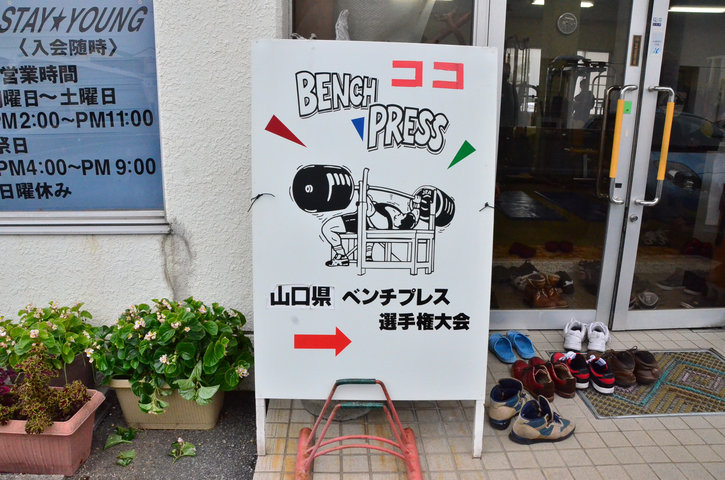 STAY★YOUNG
〈入会随時〉
営業時間
曜日〜土曜日
PM2:00〜PM11:00
祭日
PM4:00〜PM 9:00
日曜休み
ココ
BENCH
PRESS
山口県 ベンチプレス
選手権大会